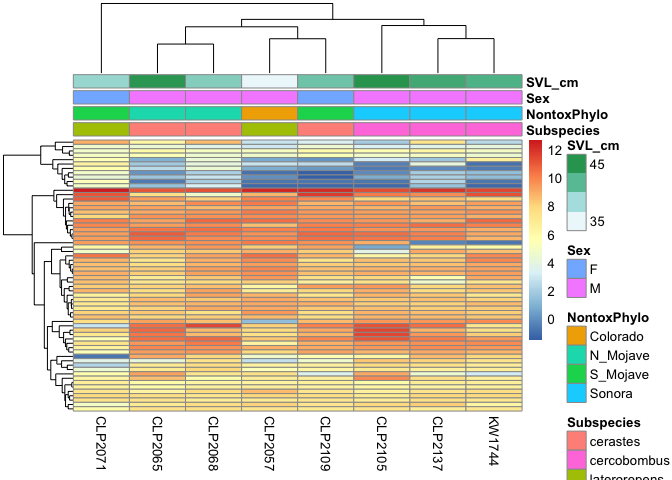 SVL_cm
Sex
NontoxPhylo
Subspecies
12
10
8
6
4
2
0
SVL_cm
45
35
Sex
F
M
NontoxPhylo
Colorado
N_Mojave
S_Mojave
Sonora
Subspecies
cerastes
cercobombus
laterorepens
CLP2071
CLP2065
CLP2068
CLP2057
CLP2109
CLP2105
CLP2137
KW1744